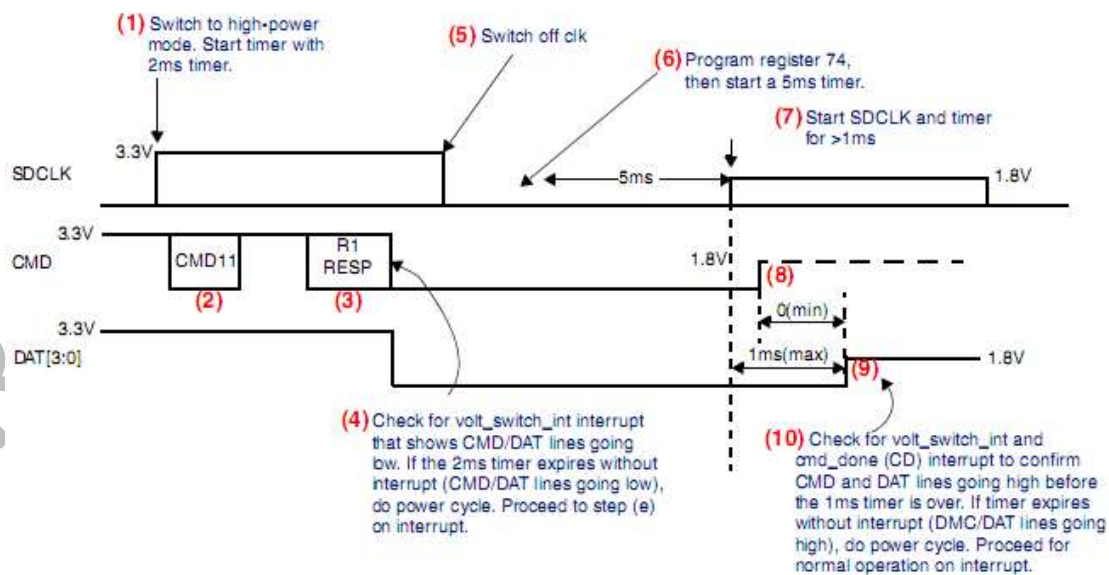 (1) Switch to high-power
mode. Start timer with
2ms timer.
(5) Switch off clk
(6) Program register 74,
then start a 5ms timer.
(7) Start SDCLK and timer
for >1ms
3.3V
SDCLK
5ms
1.8V
3.3V
CMD
CMD11
R1
RESP
1.8V
(2)
(3)
(8)
0(min)
3.3V
DAT[3:0]
1ms(max)
(9)
1.8V
(4) Check for volt_switch_int interrupt
that shows CMD/DAT lines going
low. If the 2ms timer expires without
interrupt (CMD/DAT lines going low),
do power cycle. Proceed to step (e)
on interrupt.
(10) Check for volt_switch_int and
cmd_done (CD) interrupt to confirm
CMD and DAT lines going high before
the 1ms timer is over. If timer expires
without interrupt (DMC/DAT lines going
high), do power cycle. Proceed for
normal operation on interrupt.